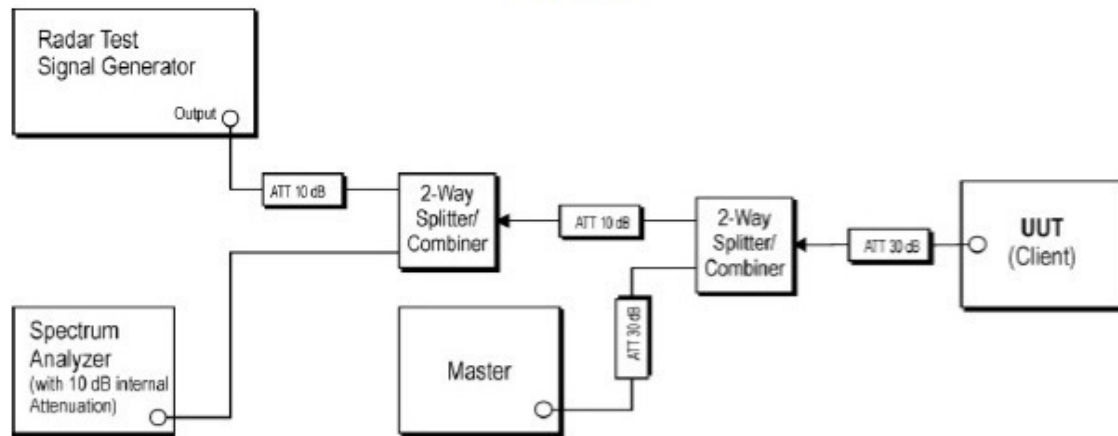 Radar Test
Signal Generator
Output
ATT 10 dB
2-Way
Splitter/
Combiner
ATT 10 dB
2-Way
Splitter/
Combiner
ATT 30 dB
UUT
(Client)
Spectrum
Analyzer
(with 10 dB internal
Attenuation)
Master
ATT 30 dB